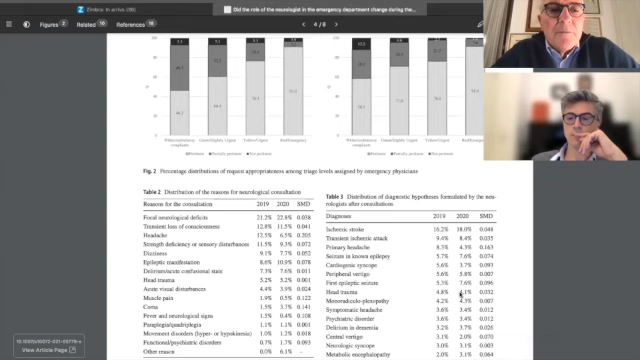 Zimbra: In arrivo (98)
Did the role of the neurologist in the emergency department change during the...
Figures 2 Related 16 References 16
4 / 8
100 100
Fig. 2 Percentage distributions of request appropriateness among triage levels assigned by emergency physicians
Table 2 Distribution of the reasons for neurological consultation
Reasons for the consultation 2019 2020 SMD
Focal neurological deficits 21.2% 22.8% 0.038
Transient loss of consciousness 12.8% 11.5% 0.041
Headache 12.5% 6.5% 0.205
Strength deficiency or sensory disturbances 11.5% 9.3% 0.072
Dizziness 9.1% 7.7% 0.052
Epileptic manifestation 8.6% 10.9% 0.078
Delirium/acute confusional state 7.3% 7.6% 0.011
Head trauma 5.2% 5.2% 0.001
Acute visual disturbances 4.4% 3.9% 0.024
Muscle pain 1.9% 0.5% 0.122
Coma 1.5% 3.7% 0.141
Fever and neurological signs 1.5% 0.4% 0.108
Paraplegia/quadriplegia 1.1% 1.1% 0.001
Movement disorders (hyper- or hypokinesia) 1.0% 1.2% 0.018
Functional/psychiatric disorders 0.7% 1.7% 0.093
Other reason 0.0% 6.1%
Table 3 Distribution of diagnostic hypotheses formulated by the neu-
rologists after consultations
Diagnoses 2019 2020 SMD
Ischemic stroke 16.2% 18.0% 0.048
Transient ischemic attack 9.4% 8.4% 0.035
Primary headache 8.3% 4.3% 0.163
Seizure in known epilepsy 5.7% 7.6% 0.074
Cardiogenic syncope 5.6% 3.7% 0.093
Peripheral vertigo 5.6% 5.8% 0.007
First epileptic seizure 5.3% 7.6% 0.096
Head trauma 4.8% 4.1% 0.032
Monoradiculo-plexopathy 4.2% 4.3% 0.007
Symptomatic headache 3.6% 3.4% 0.012
Psychiatric disorder 3.6% 3.4% 0.012
Delirium in dementia 3.2% 3.7% 0.026
Central vertigo 3.1% 2.0% 0.070
Neurologic syncope 3.0% 3.1% 0.003
Metabolic encephalopathy 2.0% 3.1% 0.064
View Article Page